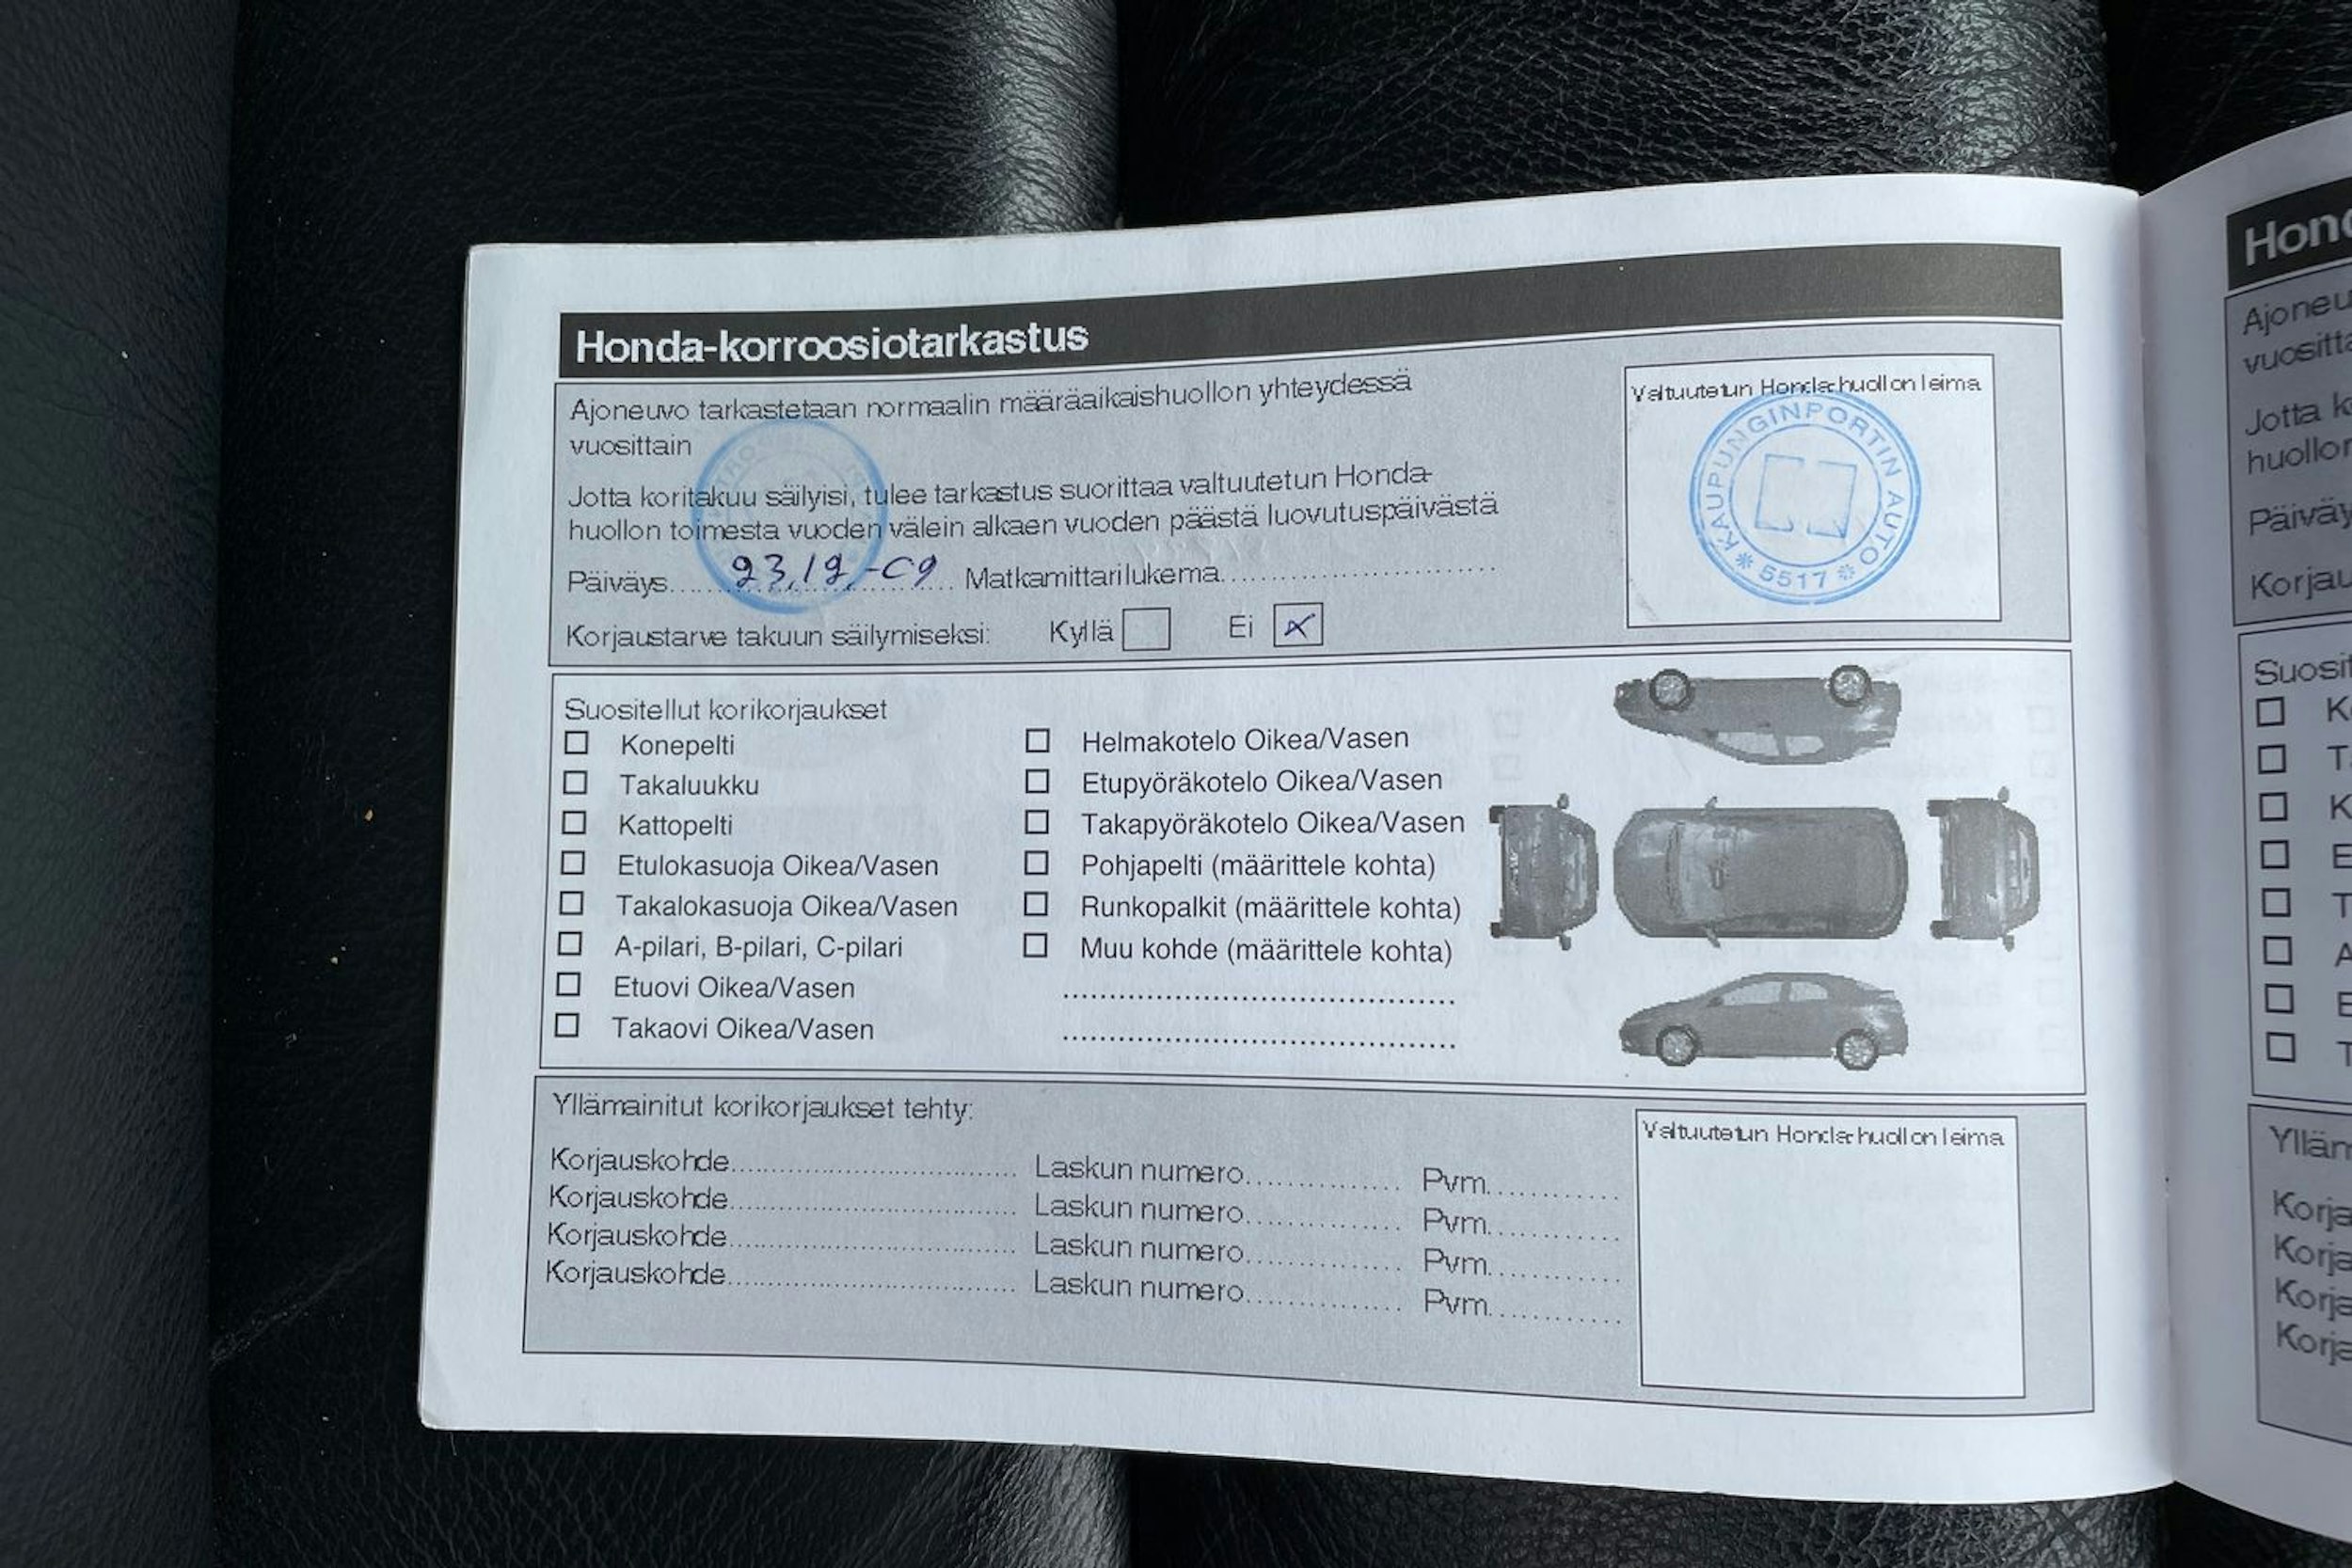 Honda-korroosiotarkastus
Ajoneuvo tarkastetaan normaalin määräaikaishuollon yhteydessä
vuosittain
Jotta koritakuu säilyisi, tulee tarkastus suorittaa valtuutetun Honda-
huollon toimesta vuoden välein alkaen vuoden päästä luovutuspäivästä
Päiväys.....23,12,-09..... Matkamittarilukema..............................
Korjaustarve takuun säilymiseksi: Kyllä ☐ Ei ☒
Valtuutetun Honda-huollon leima
KAUPUNGINPORTIN AUTO
* 5517 *
Suositellut korikorjaukset
☐ Konepelti
☐ Takaluukku
☐ Kattopelti
☐ Etulokasuoja Oikea/Vasen
☐ Takalokasuoja Oikea/Vasen
☐ A-pilari, B-pilari, C-pilari
☐ Etuovi Oikea/Vasen
☐ Takaovi Oikea/Vasen
☐ Helmakotelo Oikea/Vasen
☐ Etupyöräkotelo Oikea/Vasen
☐ Takapyöräkotelo Oikea/Vasen
☐ Pohjapelti (määrittele kohta)
☐ Runkopalkit (määrittele kohta)
☐ Muu kohde (määrittele kohta)
Yllämainitut korikorjaukset tehty:
Korjauskohde.............................. Laskun numero................ Pvm.............
Korjauskohde.............................. Laskun numero................ Pvm.............
Korjauskohde.............................. Laskun numero................ Pvm.............
Korjauskohde.............................. Laskun numero................ Pvm.............
Valtuutetun Honda-huollon leima